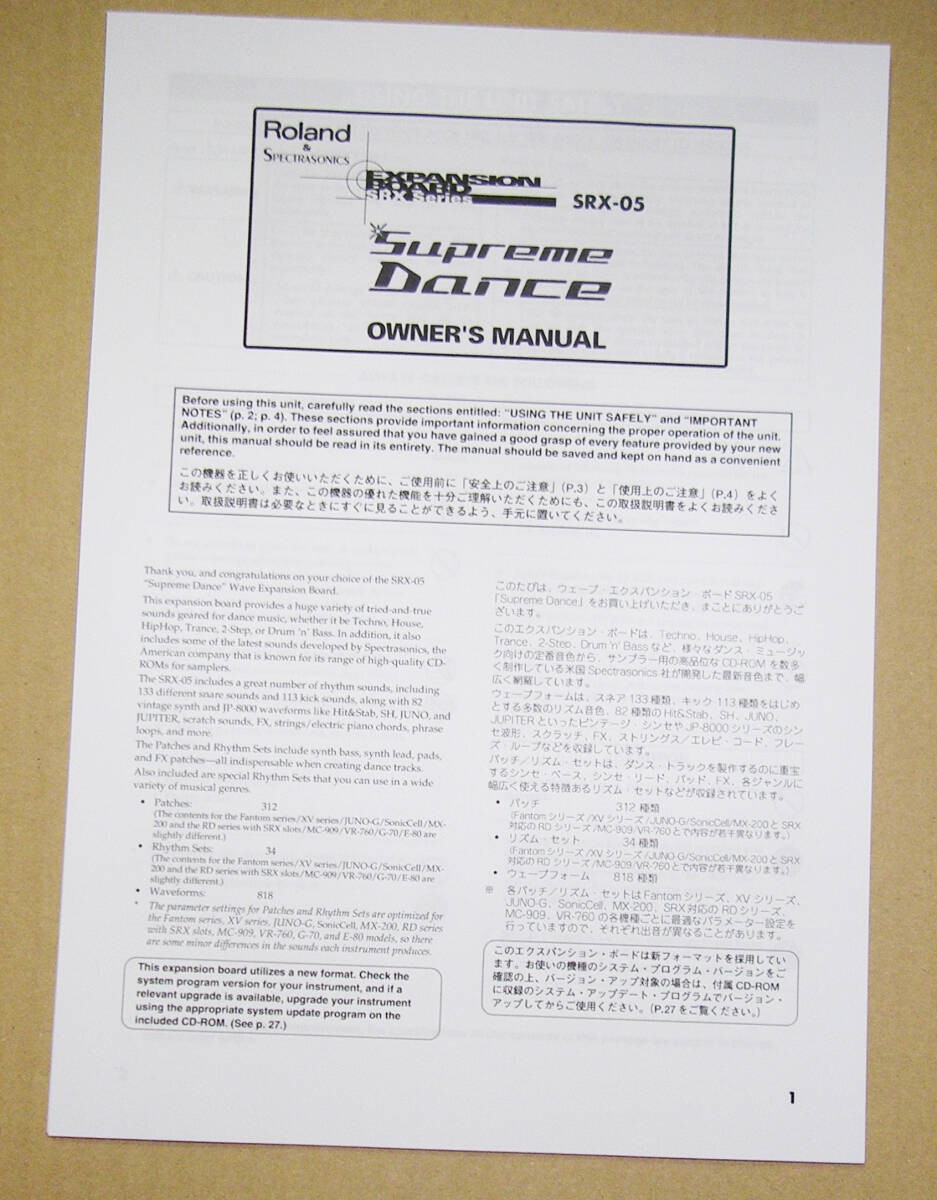 Roland
&
SPECTRASONICS
EXPANSION
BOARD
SRX Series
SRX-05
Supreme
Dance
OWNER'S MANUAL
Before using this unit, carefully read the sections entitled: "USING THE UNIT SAFELY" and "IMPORTANT
NOTES" (p. 2; p. 4). These sections provide important information concerning the proper operation of the unit.
Additionally, in order to feel assured that you have gained a good grasp of every feature provided by your new
unit, this manual should be read in its entirety. The manual should be saved and kept on hand as a convenient
reference.
この機器を正しくお使いいただくために、ご使用前に「安全上のご注意」(P.3) と「使用上のご注意」(P.4) をよく
お読みください。また、この機器の優れた機能を十分ご理解いただくためにも、この取扱説明書をよくお読みくださ
い。取扱説明書は必要なときにすぐに見ることができるよう、手元に置いてください。
Thank you, and congratulations on your choice of the SRX-05
"Supreme Dance" Wave Expansion Board.
This expansion board provides a huge variety of tried-and-true
sounds geared for dance music, whether it be Techno, House,
HipHop, Trance, 2-Step, or Drum 'n' Bass. In addition, it also
includes some of the latest sounds developed by Spectrasonics, the
American company that is known for its range of high-quality CD-
ROMs for samplers.
The SRX-05 includes a great number of rhythm sounds, including
133 different snare sounds and 113 kick sounds, along with 82
vintage synth and JP-8000 waveforms like Hit&Stab, SH, JUNO, and
JUPITER, scratch sounds, FX, strings/electric piano chords, phrase
loops, and more.
The Patches and Rhythm Sets include synth bass, synth lead, pads,
and FX patches—all indispensable when creating dance tracks.
Also included are special Rhythm Sets that you can use in a wide
variety of musical genres.
• Patches: 312
(The contents for the Fantom series/XV series/JUNO-G/SonicCell/MX-
200 and the RD series with SRX slots/MC-909/VR-760/G-70/E-80 are
slightly different.)
• Rhythm Sets: 34
(The contents for the Fantom series/XV series/JUNO-G/SonicCell/MX-
200 and the RD series with SRX slots/MC-909/VR-760/G-70/E-80 are
slightly different.)
• Waveforms: 818
* The parameter settings for Patches and Rhythm Sets are optimized for
the Fantom series, XV series, JUNO-G, SonicCell, MX-200, RD series
with SRX slots, MC-909, VR-760, G-70, and E-80 models, so there
are some minor differences in the sounds each instrument produces.
This expansion board utilizes a new format. Check the
system program version for your instrument, and if a
relevant upgrade is available, upgrade your instrument
using the appropriate system update program on the
included CD-ROM. (See p. 27.)
このたびは、ウェーブ・エクスパンション・ボード SRX-05
「Supreme Dance」をお買い上げいただき、まことにありがとうご
ざいます。
このエクスパンション・ボードは、Techno、House、HipHop、
Trance、2-Step、Drum 'n' Bass など、様々なダンス・ミュージッ
ク向けの定番音色から、サンプラー用の高品位な CD-ROM を数多
く制作している米国 Spectrasonics 社が開発した最新音色まで、幅
広く網羅しています。
ウェーブフォームは、スネア 133 種類、キック 113 種類をはじめ
とする多数のリズム音色、82 種類の Hit&Stab、SH、JUNO、
JUPITER といったビンテージ・シンセや JP-8000 シリーズのシン
セ波形、スクラッチ、FX、ストリングス／エレピ・コード、フレー
ズ・ループなどを収録しています。
パッチ／リズム・セットは、ダンス・トラックを製作するのに重宝
するシンセ・ベース、シンセ・リード、パッド、FX、各ジャンルに
幅広く使える特徴あるリズム・セットなどが収録されています。
• パッチ 312 種類
(Fantom シリーズ /XV シリーズ /JUNO-G/SonicCell/MX-200 と SRX
対応の RD シリーズ /MC-909/VR-760 とで内容が若干異なります。)
• リズム・セット 34 種類
(Fantom シリーズ /XV シリーズ /JUNO-G/SonicCell/MX-200 と SRX
対応の RD シリーズ /MC-909/VR-760 とで内容が若干異なります。)
• ウェーブフォーム 818 種類
※ 各パッチ／リズム・セットは Fantom シリーズ、XV シリーズ、
JUNO-G、SonicCell、MX-200、SRX 対応の RD シリーズ、
MC-909、VR-760 の各機種ごとに最適なパラメーター設定を
行っていますので、それぞれ出音が異なることがあります。
このエクスパンション・ボードは新フォーマットを採用してい
ます。お使いの機種のシステム・プログラム・バージョンをご
確認の上、バージョン・アップ対象の場合は、付属 CD-ROM
に収録のシステム・アップデート・プログラムでバージョン・
アップしてからご使用ください。(P.27 をご覧ください。)
1